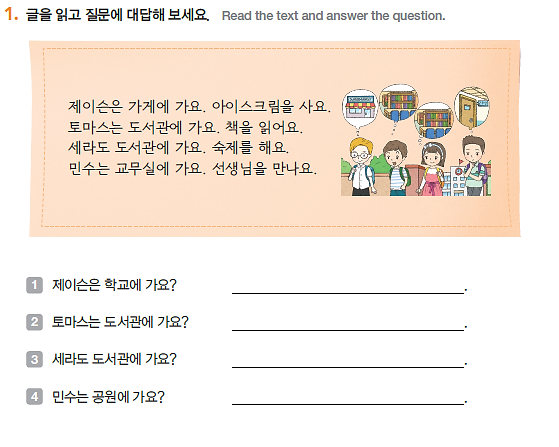 1. 글을 읽고 질문에 대답해 보세요. Read the text and answer the question.
제이슨은 가게에 가요. 아이스크림을 사요.
토마스는 도서관에 가요. 책을 읽어요.
세라도 도서관에 가요. 숙제를 해요.
민수는 교무실에 가요. 선생님을 만나요.
1 제이슨은 학교에 가요? .
2 토마스는 도서관에 가요? .
3 세라도 도서관에 가요? .
4 민수는 공원에 가요? .